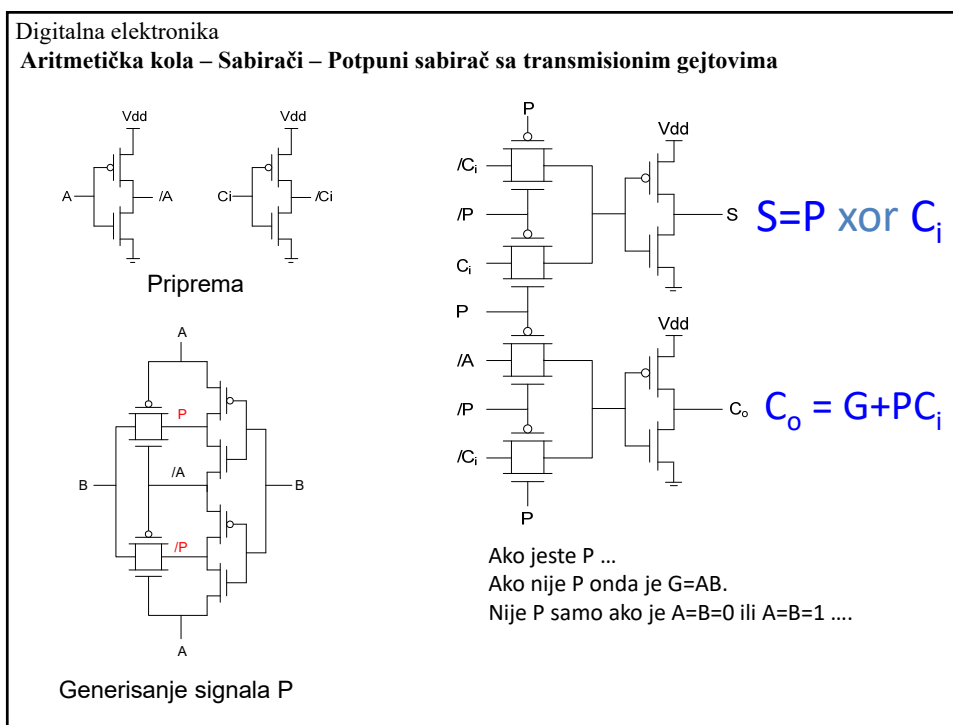 Digitalna elektronika
Aritmetička kola – Sabirači – Potpuni sabirač sa transmisionim gejtovima
Vdd
A
/A
Vdd
Ci
/Ci
Priprema
A
P
/A
B
B
/P
A
Generisanje signala P
P
/Ci
/P
Ci
P
/A
/P
/Ci
P
Vdd
S
S=P xor Ci
Vdd
Co
Co = G+PCi
Ako jeste P ...
Ako nije P onda je G=AB.
Nije P samo ako je A=B=0 ili A=B=1 ....